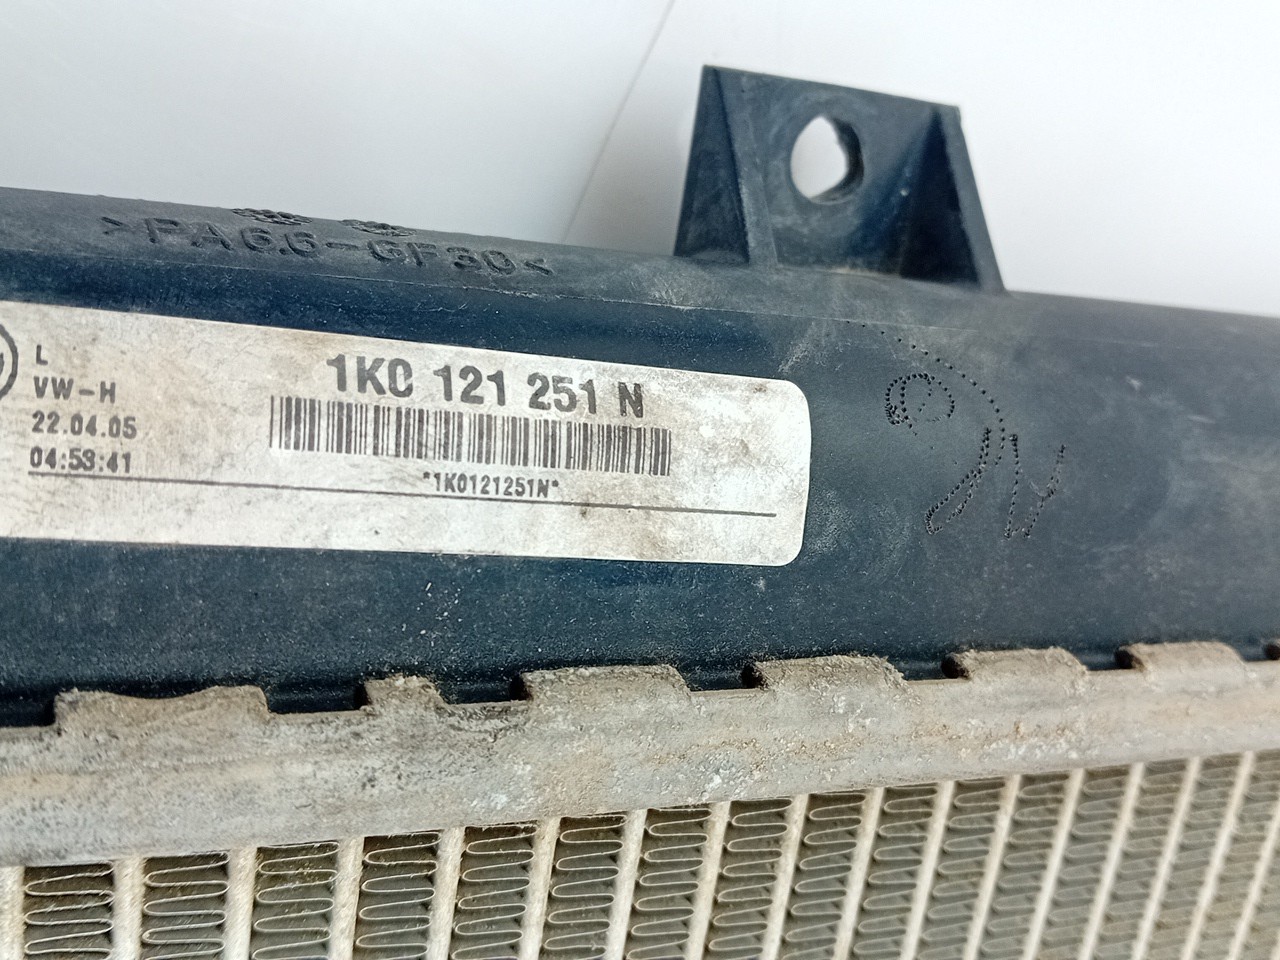 >PA6.6-GF30<
L
VW-H
22.04.05
04:53:41
1K0 121 251 N
*1K0121251N*